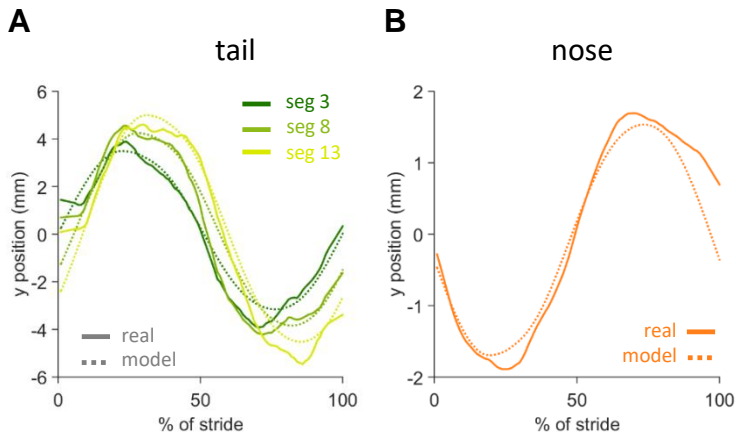 A
tail
6
4
2
0
-2
-4
-6
y position (mm)
seg 3
seg 8
seg 13
real
model
0
50
100
% of stride
B
nose
2
1
0
-1
-2
y position (mm)
real
model
0
50
100
% of stride